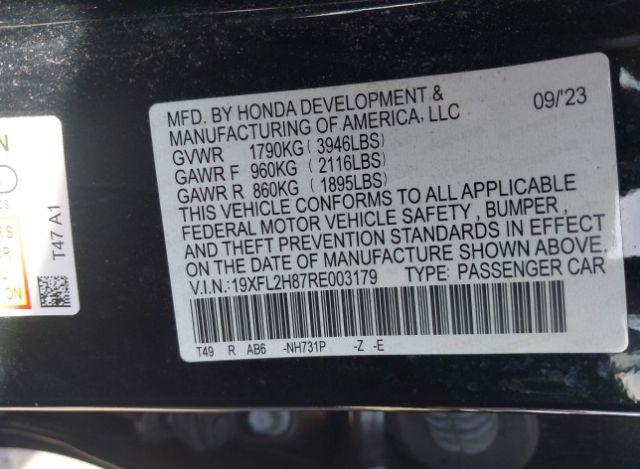 MFD. BY HONDA DEVELOPMENT & 09/'23
MANUFACTURING OF AMERICA, LLC
GVWR 1790KG ( 3946LBS)
GAWR F 960KG ( 2116LBS)
GAWR R 860KG ( 1895LBS)
THIS VEHICLE CONFORMS TO ALL APPLICABLE
FEDERAL MOTOR VEHICLE SAFETY , BUMPER ,
AND THEFT PREVENTION STANDARDS IN EFFECT
ON THE DATE OF MANUFACTURE SHOWN ABOVE.
V.I.N.:19XFL2H87RE003179 TYPE: PASSENGER CAR
T49 R AB6 -NH731P -Z -E
T47 A1